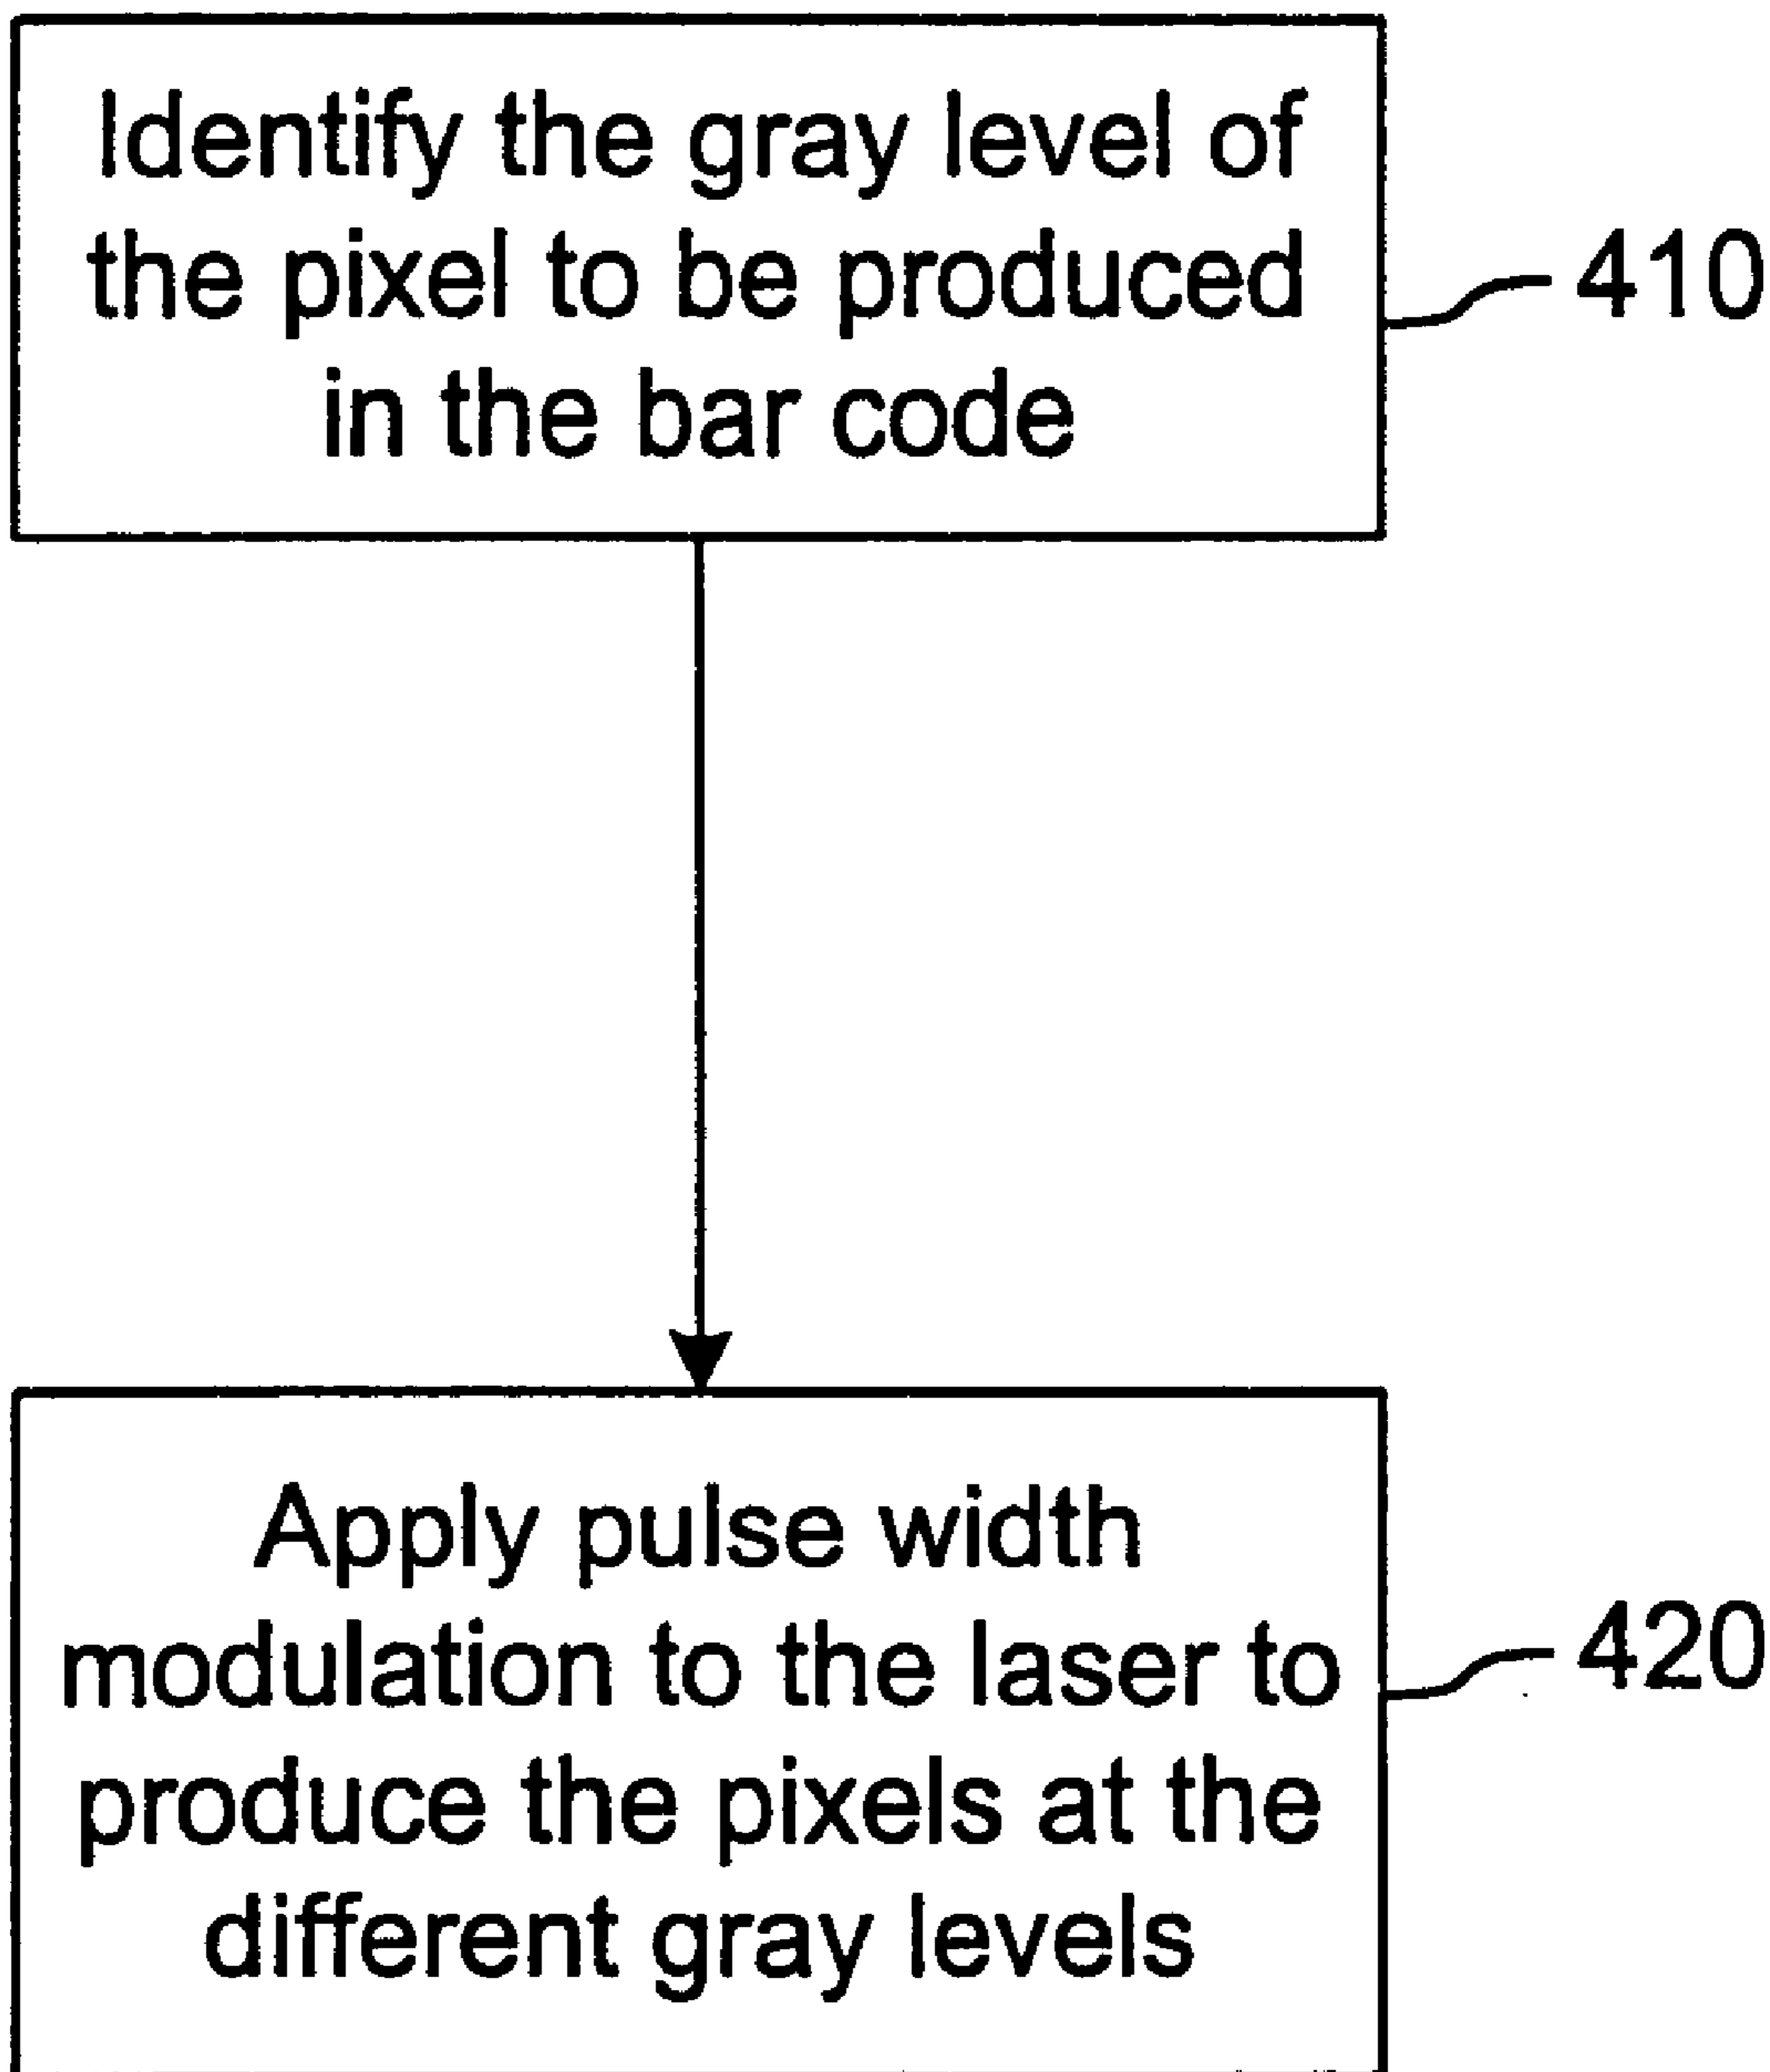 Identify the gray level of
the pixel to be produced
in the bar code
410
Apply pulse width
modulation to the laser to
produce the pixels at the
different gray levels
420